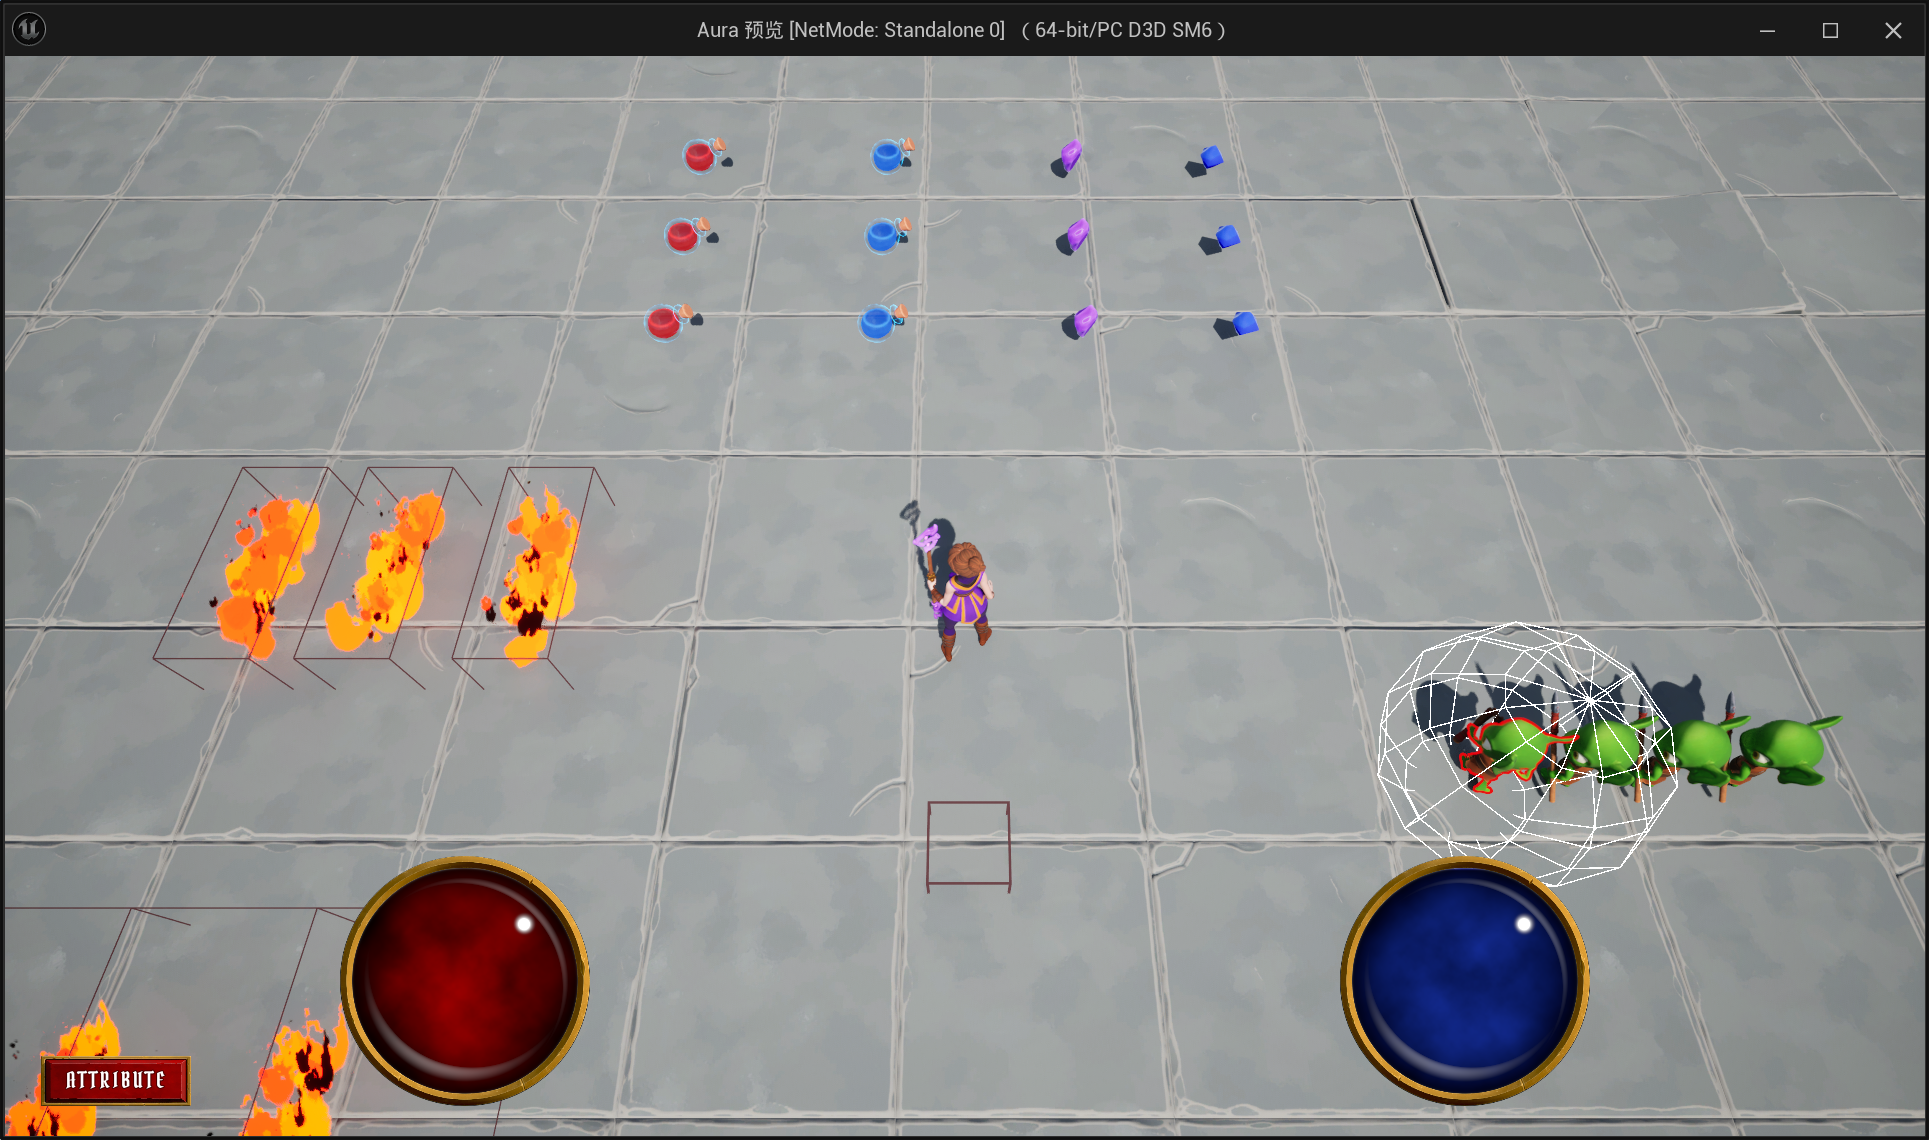 Aura 预览 [NetMode: Standalone 0]  ( 64-bit/PC D3D SM6 )
ATTRIBUTE